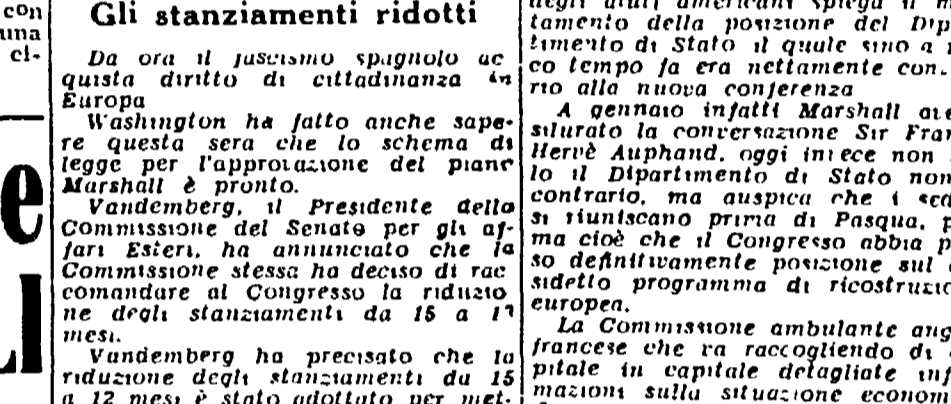 con
una
ci-
Gli stanziamenti ridotti
Da ora il fascismo spagnolo ac
quista diritto di cittadinanza in
Europa
Washington ha fatto anche sape-
re questa sera che lo schema di
legge per l'approvazione del piano
Marshall è pronto.
Vandemberg, il Presidente della
Commissione del Senato per gli af-
fari Esteri, ha annunciato che la
Commissione stessa ha deciso di rac
comandare al Congresso la riduzio
ne degli stanziamenti da 15 a 12
mesi.
Vandemberg ha precisato che la
riduzione degli stanziamenti da 15
a 12 mesi è stato adottato per met-
degli aiuti americani spiega il
tamento della posizione del Dip
timento di Stato il quale sino a
co tempo fa era nettamente con-
rio alla nuova conferenza
A gennaio infatti Marshall
silurato la conversazione Sir Fra
Hervè Auphand, oggi invece non
lo il Dipartimento di Stato non
contrario, ma auspica che i sed
si riuniscano prima di Pasqua, p
ma cioè che il Congresso abbia p
so definitivamente posizione sul
sidetto programma di ricostruzio
europea.
La Commissione ambulante ang
francese che va raccogliendo di
pitale in capitale detagliate inf
mazioni sulla situazione econom